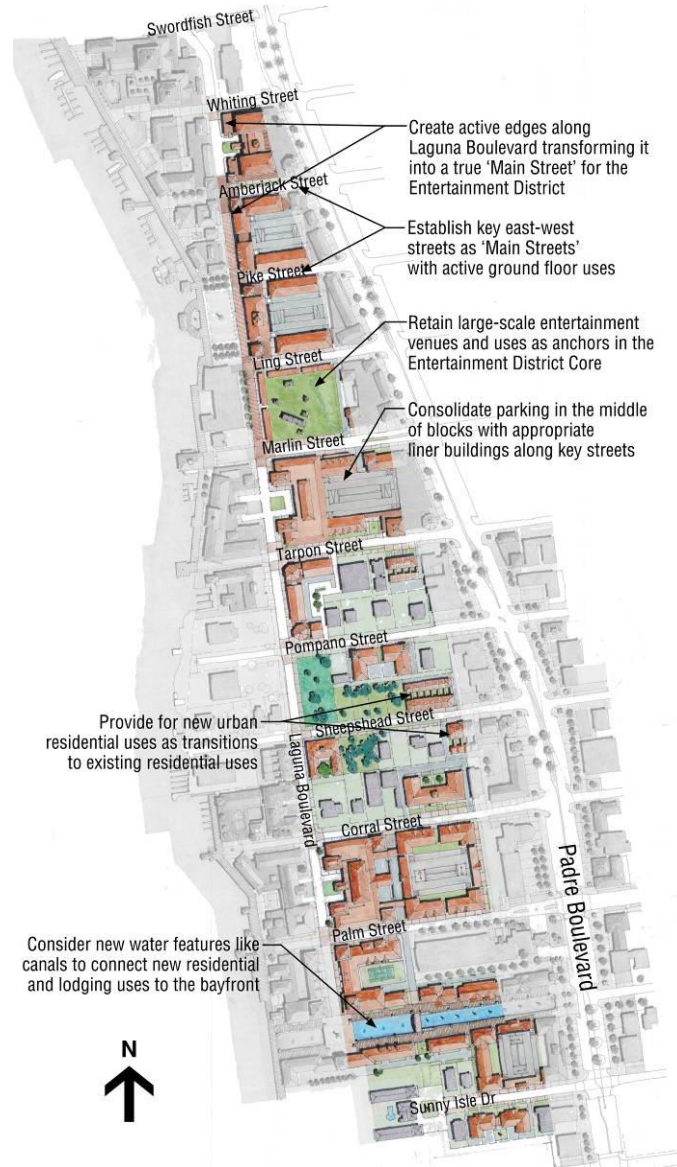 Swordfish Street
Whiting Street
Create active edges along
Laguna Boulevard transforming it
into a true ‘Main Street’ for the
Entertainment District
Amberjack Street
Establish key east-west
streets as ‘Main Streets’
with active ground floor uses
Pike Street
Retain large-scale entertainment
venues and uses as anchors in the
Entertainment District Core
Ling Street
Consolidate parking in the middle
of blocks with appropriate
liner buildings along key streets
Marlin Street
Tarpon Street
Pompano Street
Provide for new urban
residential uses as transitions
to existing residential uses
Sheepshead Street
Laguna Boulevard
Corral Street
Padre Boulevard
Palm Street
Consider new water features like
canals to connect new residential
and lodging uses to the bayfront
N
Sunny Isle Dr